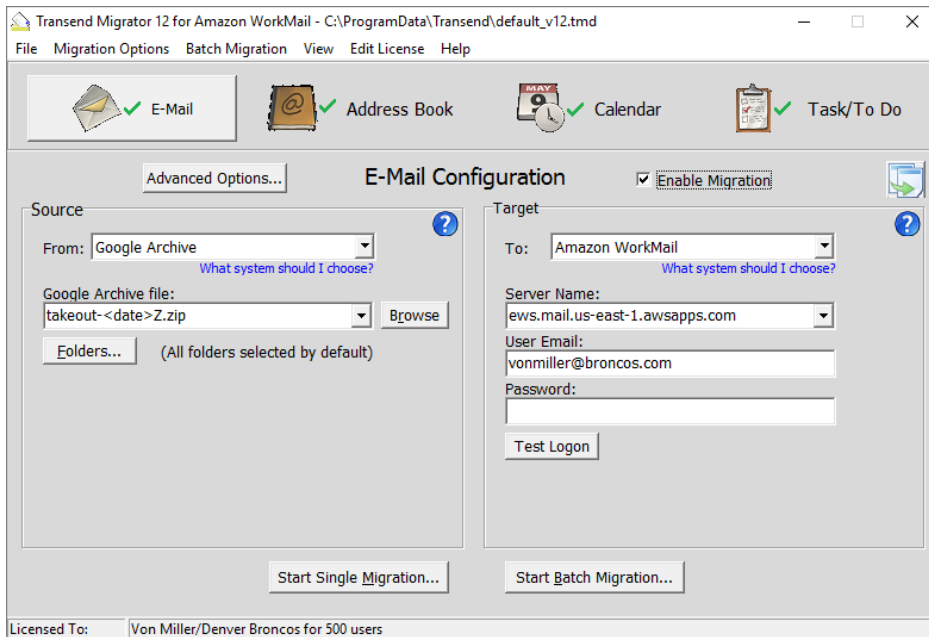 Transend Migrator 12 for Amazon WorkMail - C:\ProgramData\Transend\default_v12.tmd
File Migration Options Batch Migration View Edit License Help
E-Mail
Address Book
MAY
9
Calendar
Task/To Do
Advanced Options...
E-Mail Configuration
Enable Migration
Source
From: Google Archive
What system should I choose?
Google Archive file:
takeout-<date>Z.zip
Browse
Folders... (All folders selected by default)
Target
To: Amazon WorkMail
What system should I choose?
Server Name:
ews.mail.us-east-1.awsapps.com
User Email:
vonmiller@broncos.com
Password:
Test Logon
Start Single Migration...
Start Batch Migration...
Licensed To: Von Miller/Denver Broncos for 500 users